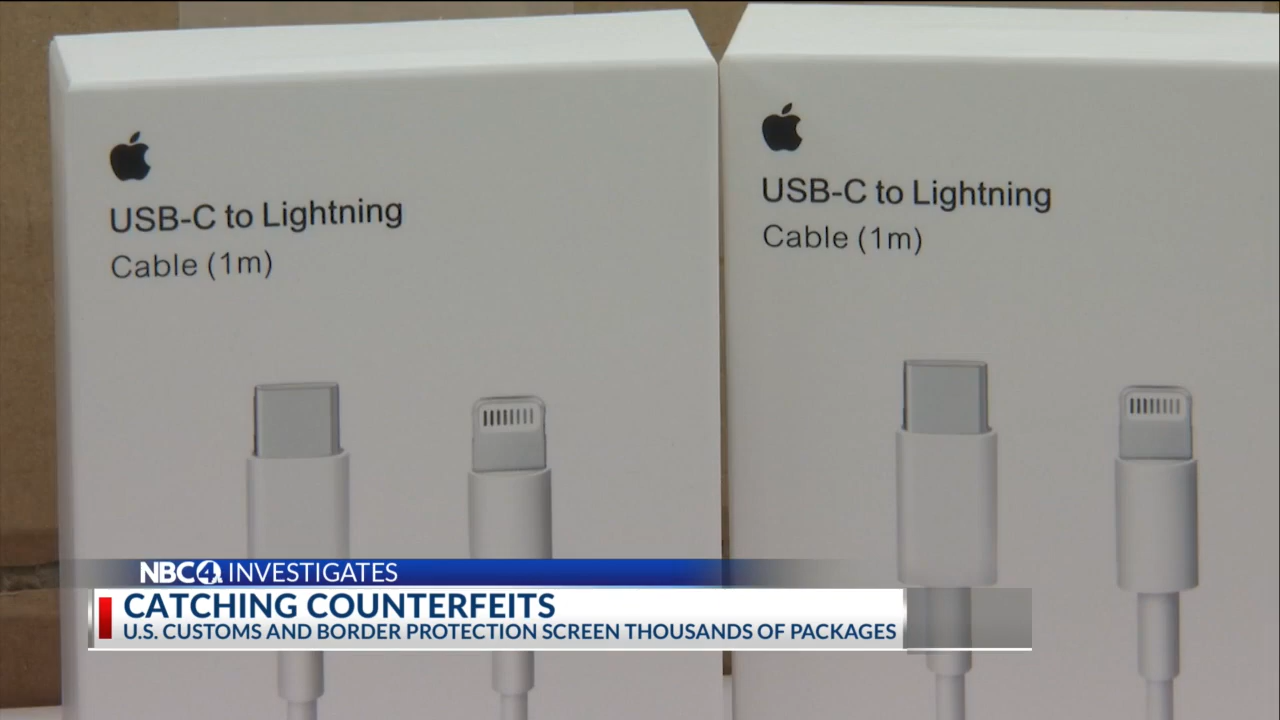 USB-C to Lightning
Cable (1m)
USB-C to Lightning
Cable (1m)
NBC4 INVESTIGATES
CATCHING COUNTERFEITS
U.S. CUSTOMS AND BORDER PROTECTION SCREEN THOUSANDS OF PACKAGES